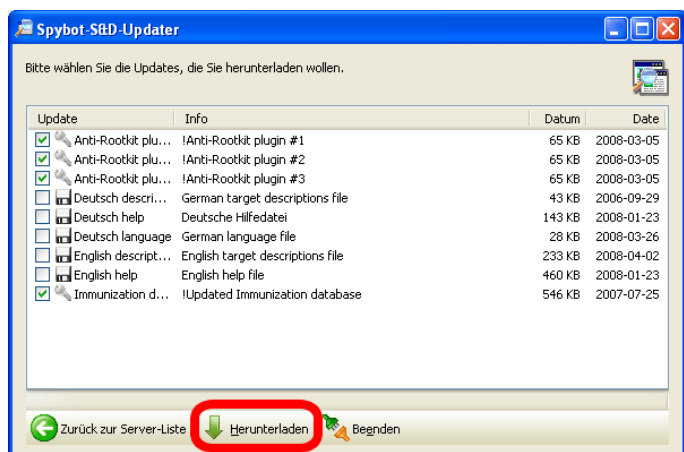 Spybot-S&D-Updater
Bitte wählen Sie die Updates, die Sie herunterladen wollen.
Update Info Datum Date
Anti-Rootkit plu... !Anti-Rootkit plugin #1 65 KB 2008-03-05
Anti-Rootkit plu... !Anti-Rootkit plugin #2 65 KB 2008-03-05
Anti-Rootkit plu... !Anti-Rootkit plugin #3 65 KB 2008-03-05
Deutsch descri... German target descriptions file 43 KB 2006-09-29
Deutsch help Deutsche Hilfedatei 143 KB 2008-01-23
Deutsch language German language file 28 KB 2008-03-26
English descript... English target descriptions file 233 KB 2008-04-02
English help English help file 460 KB 2008-01-23
Immunization d... !Updated Immunization database 546 KB 2007-07-25
Zurück zur Server-Liste Herunterladen Beenden